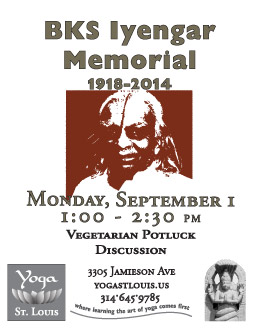 BKS Iyengar
Memorial
1918-2014
Monday, September 1
1:00 - 2:30 PM
Vegetarian Potluck
Discussion
3305 Jamieson Ave
yogastlouis.us
314·645·9785
where learning the art of yoga comes first
Yoga
St. Louis